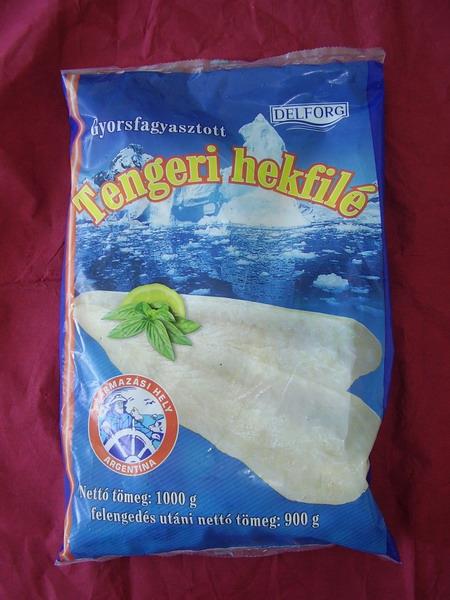 DELFORG
Gyorsfagyasztott
Tengeri hekfilé
SZÁRMAZÁSI HELY
ARGENTÍNA
Nettó tömeg: 1000 g
felengedés utáni nettó tömeg: 900 g